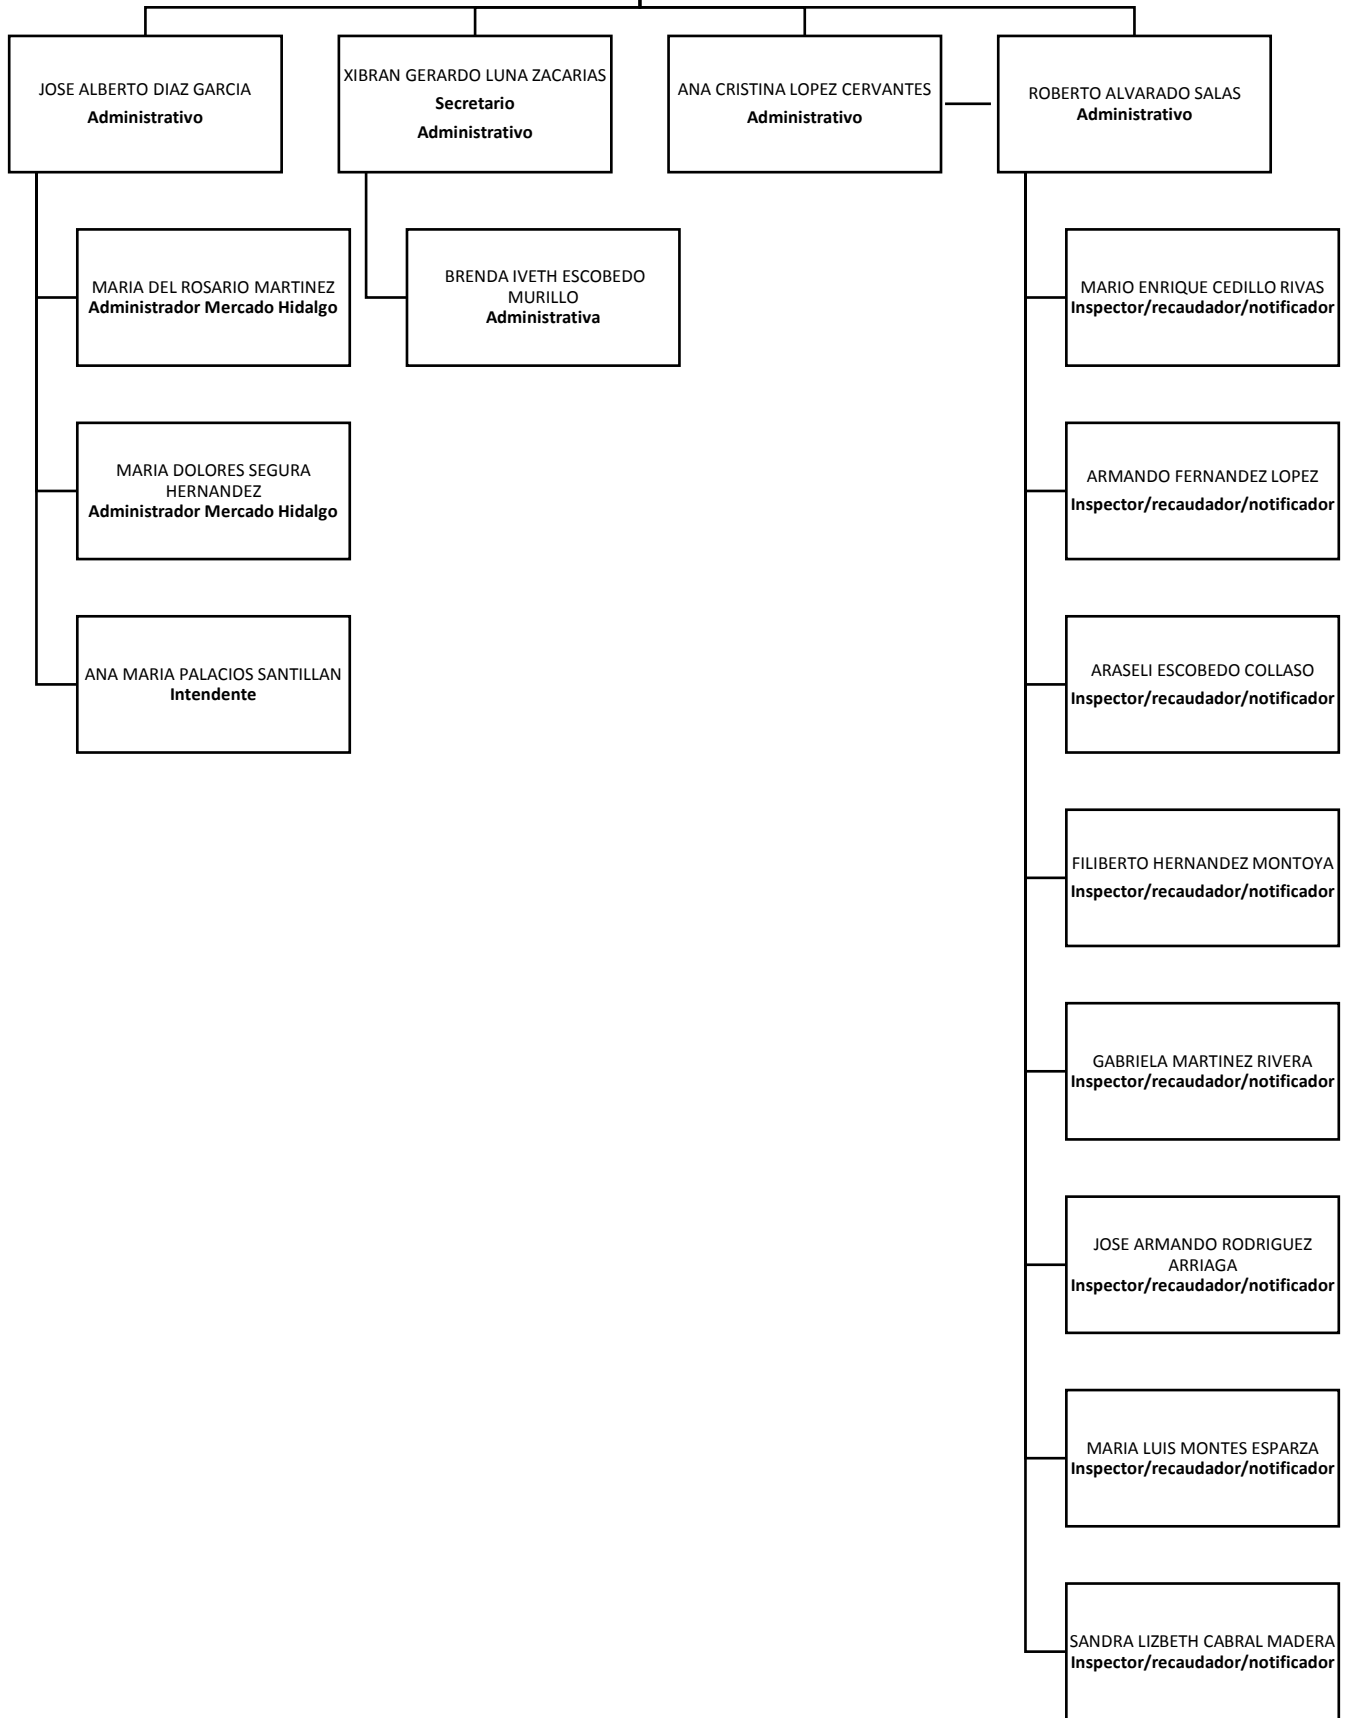 JOSE ALBERTO DIAZ GARCIA
Administrativo
XIBRAN GERARDO LUNA ZACARIAS
Secretario
Administrativo
ANA CRISTINA LOPEZ CERVANTES
Administrativo
ROBERTO ALVARADO SALAS
Administrativo
MARIA DEL ROSARIO MARTINEZ
Administrador Mercado Hidalgo
BRENDA IVETH ESCOBEDO
MURILLO
Administrativa
MARIO ENRIQUE CEDILLO RIVAS
Inspector/recaudador/notificador
MARIA DOLORES SEGURA
HERNANDEZ
Administrador Mercado Hidalgo
ARMANDO FERNANDEZ LOPEZ
Inspector/recaudador/notificador
ANA MARIA PALACIOS SANTILLAN
Intendente
ARASELI ESCOBEDO COLLASO
Inspector/recaudador/notificador
FILIBERTO HERNANDEZ MONTOYA
Inspector/recaudador/notificador
GABRIELA MARTINEZ RIVERA
Inspector/recaudador/notificador
JOSE ARMANDO RODRIGUEZ
ARRIAGA
Inspector/recaudador/notificador
MARIA LUIS MONTES ESPARZA
Inspector/recaudador/notificador
SANDRA LIZBETH CABRAL MADERA
Inspector/recaudador/notificador